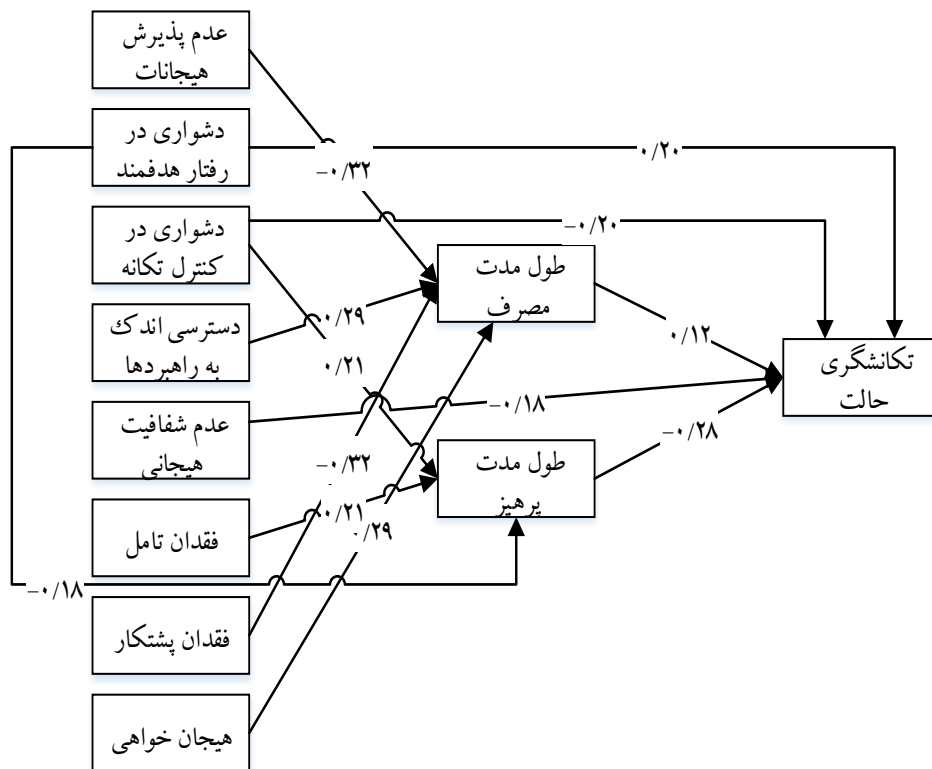 عدم پذیرش
هیجانات
دشواری در
رفتار هدفمند
۰/۲۰
-۰/۳۲
دشواری در
کنترل تکانه
-۰/۲۰
طول مدت
مصرف
دسترسی اندک
به راهبردها
۰/۲۹
۰/۲۱
۰/۱۲
تکانشگری
حالت
عدم شفافیت
هیجانی
-۰/۱۸
-۰/۲۸
طول مدت
پرهیز
-۰/۳۲
فقدان تامل
۰/۲۱
۰/۲۹
-۰/۱۸
فقدان پشتکار
هیجان خواهی